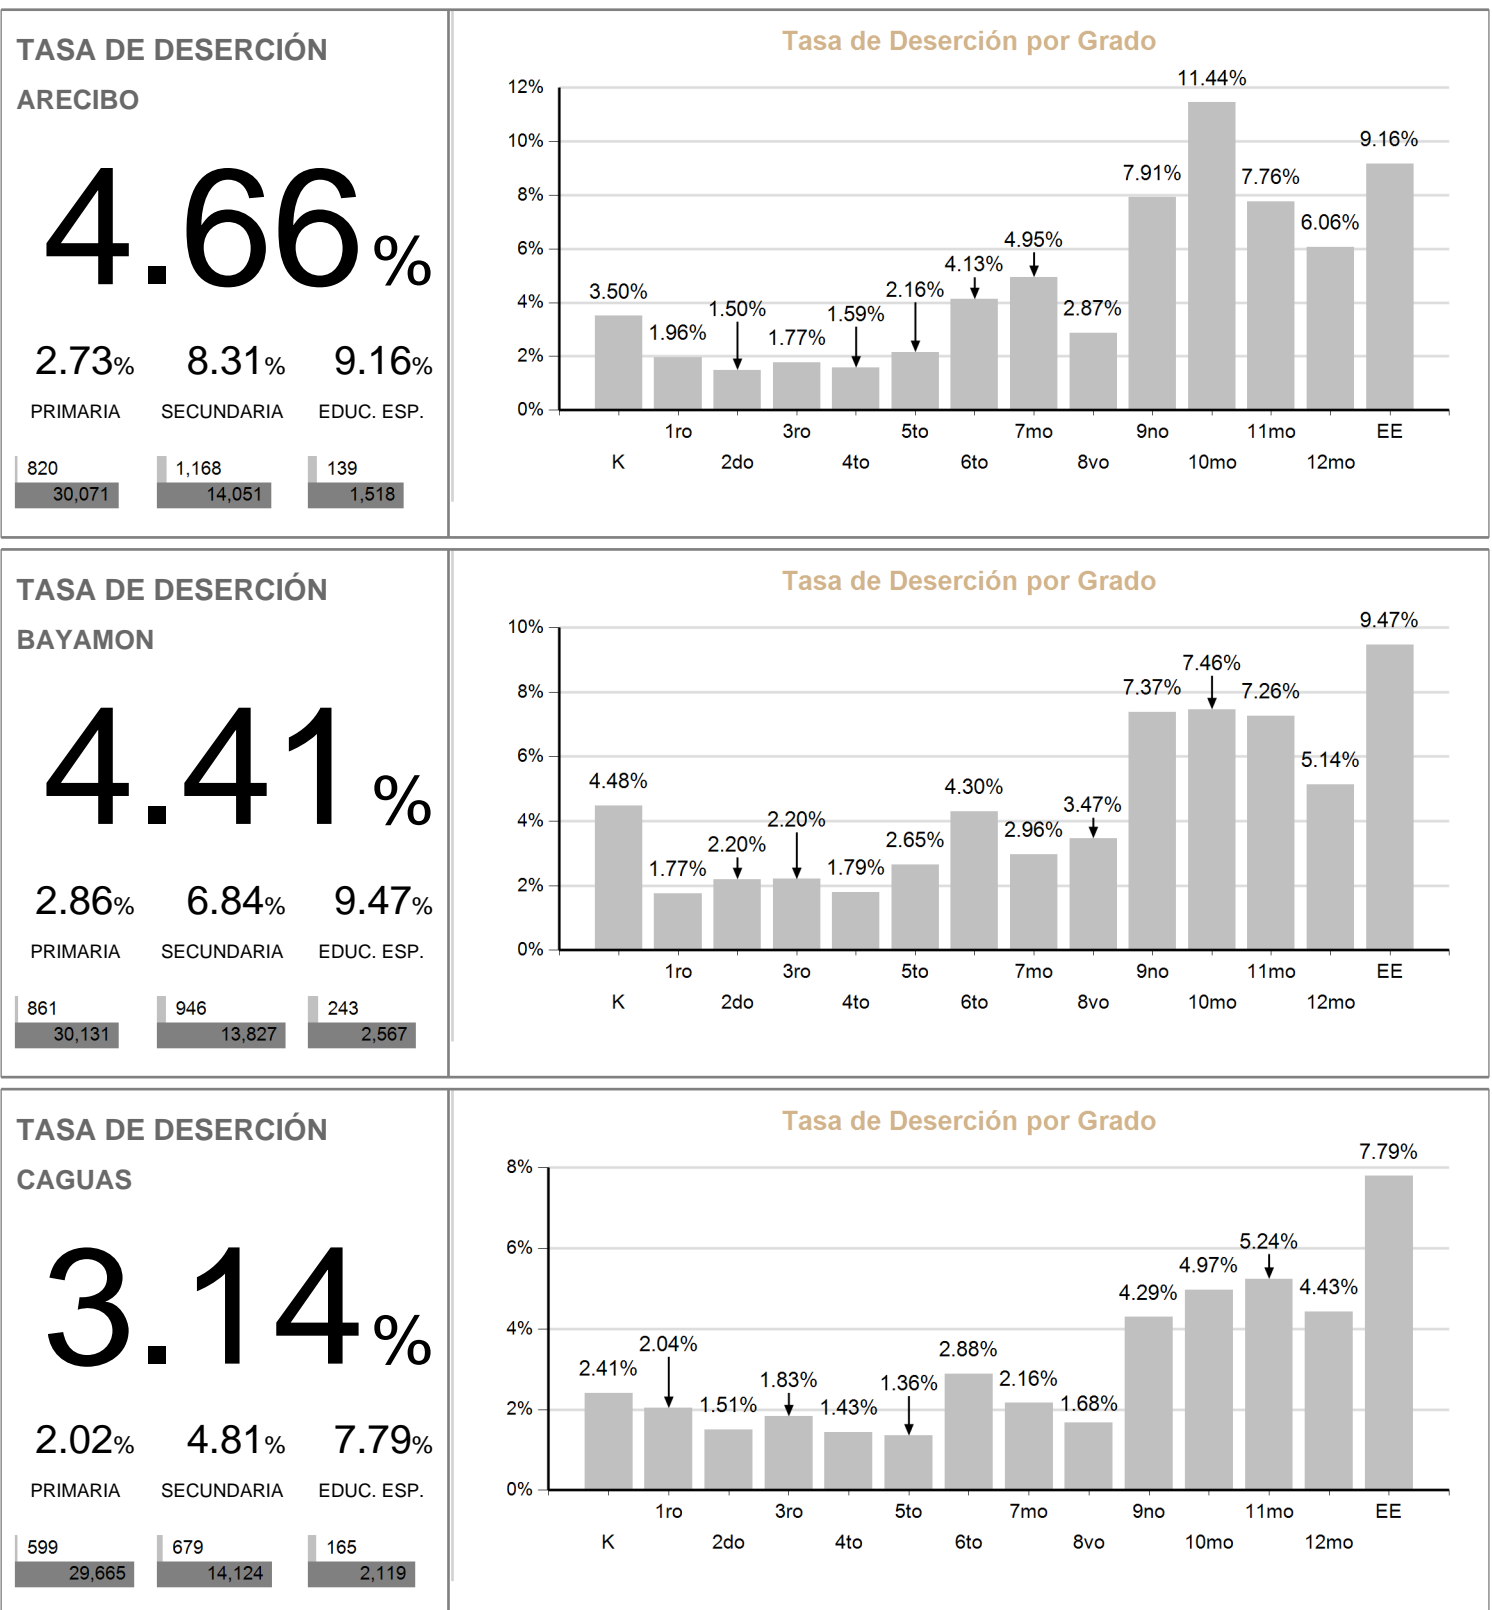 TASA DE DESERCIÓN
ARECIBO
4.66%
2.73% 8.31% 9.16%
PRIMARIA SECUNDARIA EDUC. ESP.
820 1,168 139
30,071 14,051 1,518
Tasa de Deserción por Grado
12%
10%
8%
6%
4%
2%
0%
3.50% 1.96% 1.50% 1.77% 1.59% 2.16% 4.13% 4.95% 2.87% 7.91% 11.44% 7.76% 6.06% 9.16%
1ro 3ro 5to 7mo 9no 11mo EE
K 2do 4to 6to 8vo 10mo 12mo
TASA DE DESERCIÓN
BAYAMON
4.41%
2.86% 6.84% 9.47%
PRIMARIA SECUNDARIA EDUC. ESP.
861 946 243
30,131 13,827 2,567
Tasa de Deserción por Grado
10%
8%
6%
4%
2%
0%
4.48% 1.77% 2.20% 2.20% 1.79% 2.65% 4.30% 2.96% 3.47% 7.37% 7.46% 7.26% 5.14% 9.47%
1ro 3ro 5to 7mo 9no 11mo EE
K 2do 4to 6to 8vo 10mo 12mo
TASA DE DESERCIÓN
CAGUAS
3.14%
2.02% 4.81% 7.79%
PRIMARIA SECUNDARIA EDUC. ESP.
599 679 165
29,665 14,124 2,119
Tasa de Deserción por Grado
8%
6%
4%
2%
0%
2.41% 2.04% 1.51% 1.83% 1.43% 1.36% 2.88% 2.16% 1.68% 4.29% 4.97% 5.24% 4.43% 7.79%
1ro 3ro 5to 7mo 9no 11mo EE
K 2do 4to 6to 8vo 10mo 12mo